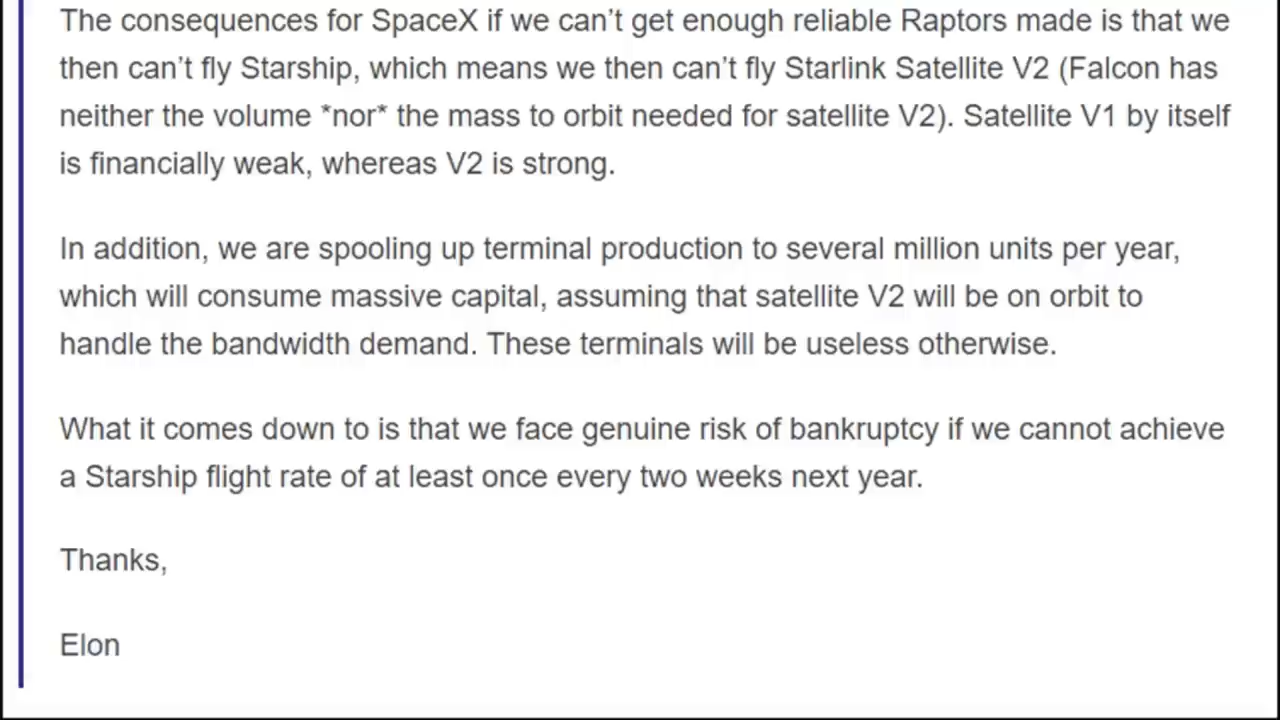 The consequences for SpaceX if we can’t get enough reliable Raptors made is that we
then can’t fly Starship, which means we then can’t fly Starlink Satellite V2 (Falcon has
neither the volume *nor* the mass to orbit needed for satellite V2). Satellite V1 by itself
is financially weak, whereas V2 is strong.
In addition, we are spooling up terminal production to several million units per year,
which will consume massive capital, assuming that satellite V2 will be on orbit to
handle the bandwidth demand. These terminals will be useless otherwise.
What it comes down to is that we face genuine risk of bankruptcy if we cannot achieve
a Starship flight rate of at least once every two weeks next year.
Thanks,
Elon